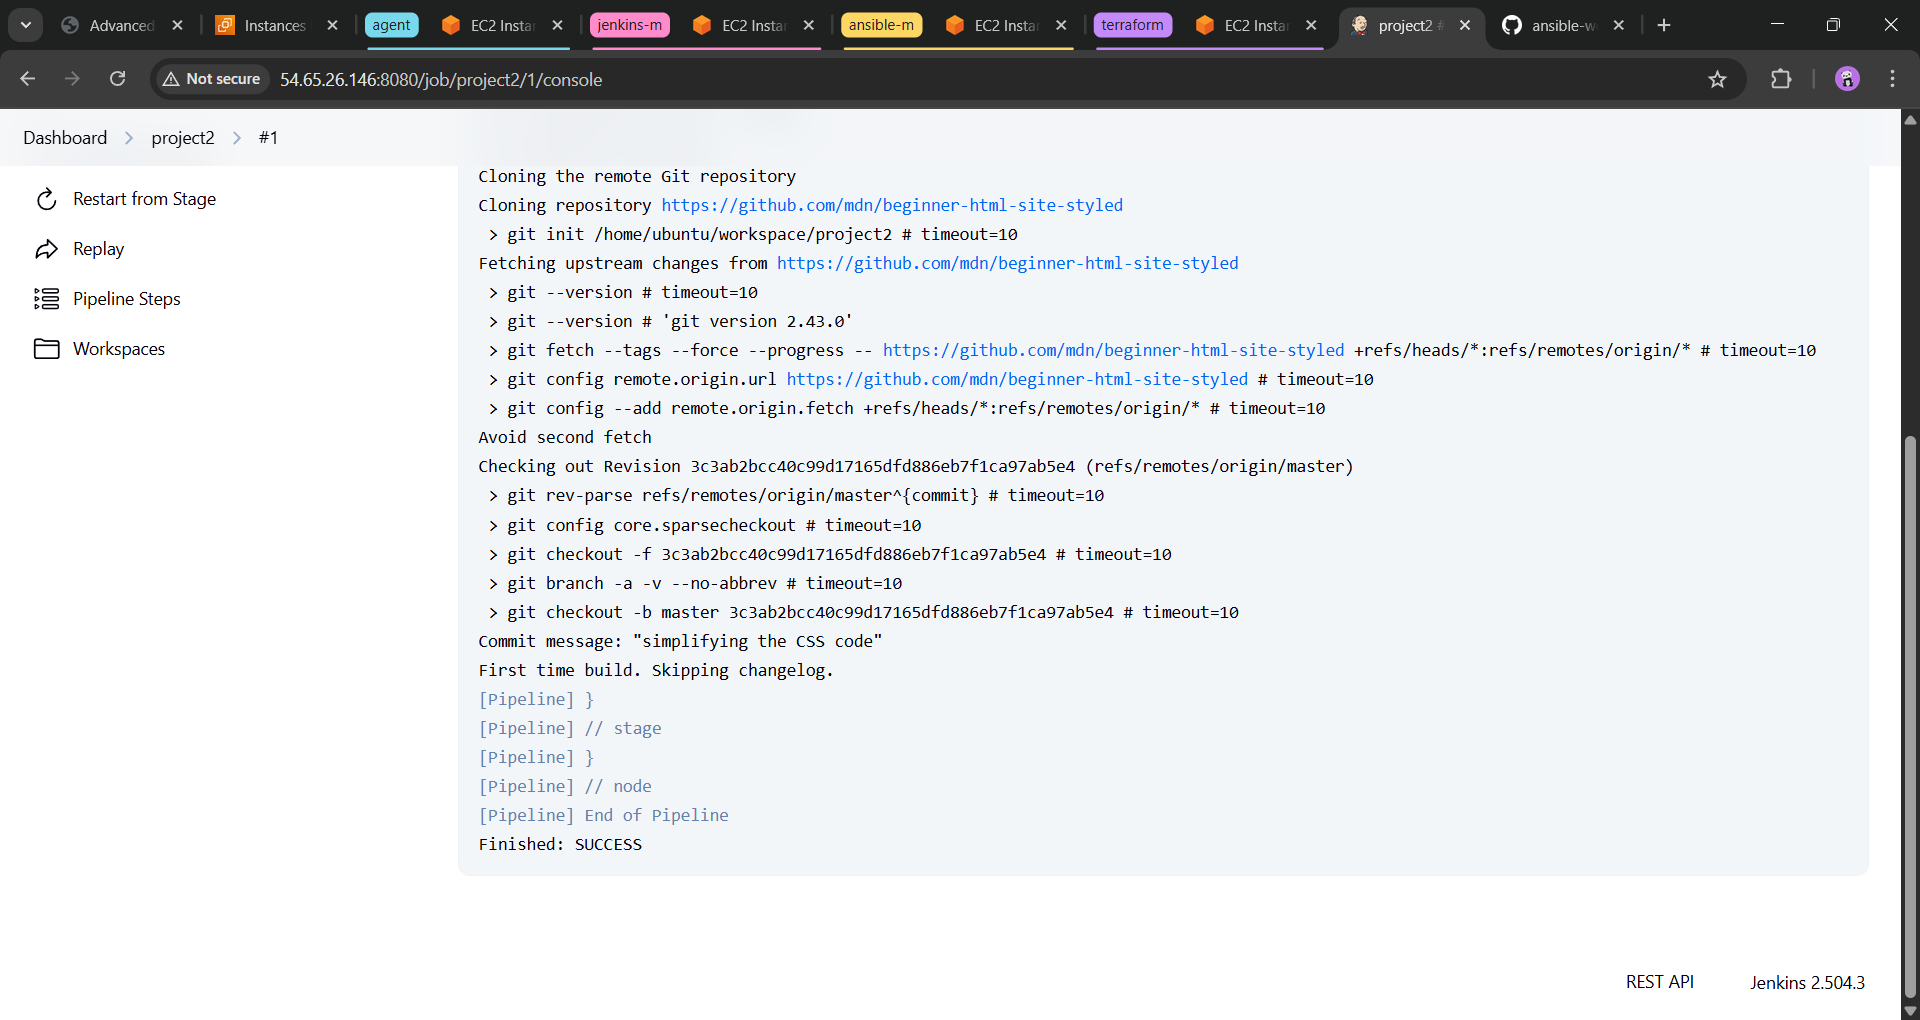 Advanced
Instances
agent
EC2 Insta
jenkins-m
EC2 Instar
ansible-m
EC2 Insta
terraform
EC2 Insta
project2 #
ansible-w
Not secure
54.65.26.146:8080/job/project2/1/console
Dashboard
project2
#1
Restart from Stage
Replay
Pipeline Steps
Workspaces
Cloning the remote Git repository
Cloning repository https://github.com/mdn/beginner-html-site-styled
> git init /home/ubuntu/workspace/project2 # timeout=10
Fetching upstream changes from https://github.com/mdn/beginner-html-site-styled
> git --version # timeout=10
> git --version # 'git version 2.43.0'
> git fetch --tags --force --progress -- https://github.com/mdn/beginner-html-site-styled +refs/heads/*:refs/remotes/origin/* # timeout=10
> git config remote.origin.url https://github.com/mdn/beginner-html-site-styled # timeout=10
> git config --add remote.origin.fetch +refs/heads/*:refs/remotes/origin/* # timeout=10
Avoid second fetch
Checking out Revision 3c3ab2bcc40c99d17165dfd886eb7f1ca97ab5e4 (refs/remotes/origin/master)
> git rev-parse refs/remotes/origin/master^{commit} # timeout=10
> git config core.sparsecheckout # timeout=10
> git checkout -f 3c3ab2bcc40c99d17165dfd886eb7f1ca97ab5e4 # timeout=10
> git branch -a -v --no-abbrev # timeout=10
> git checkout -b master 3c3ab2bcc40c99d17165dfd886eb7f1ca97ab5e4 # timeout=10
Commit message: "simplifying the CSS code"
First time build. Skipping changelog.
[Pipeline] }
[Pipeline] // stage
[Pipeline] }
[Pipeline] // node
[Pipeline] End of Pipeline
Finished: SUCCESS
REST API
Jenkins 2.504.3